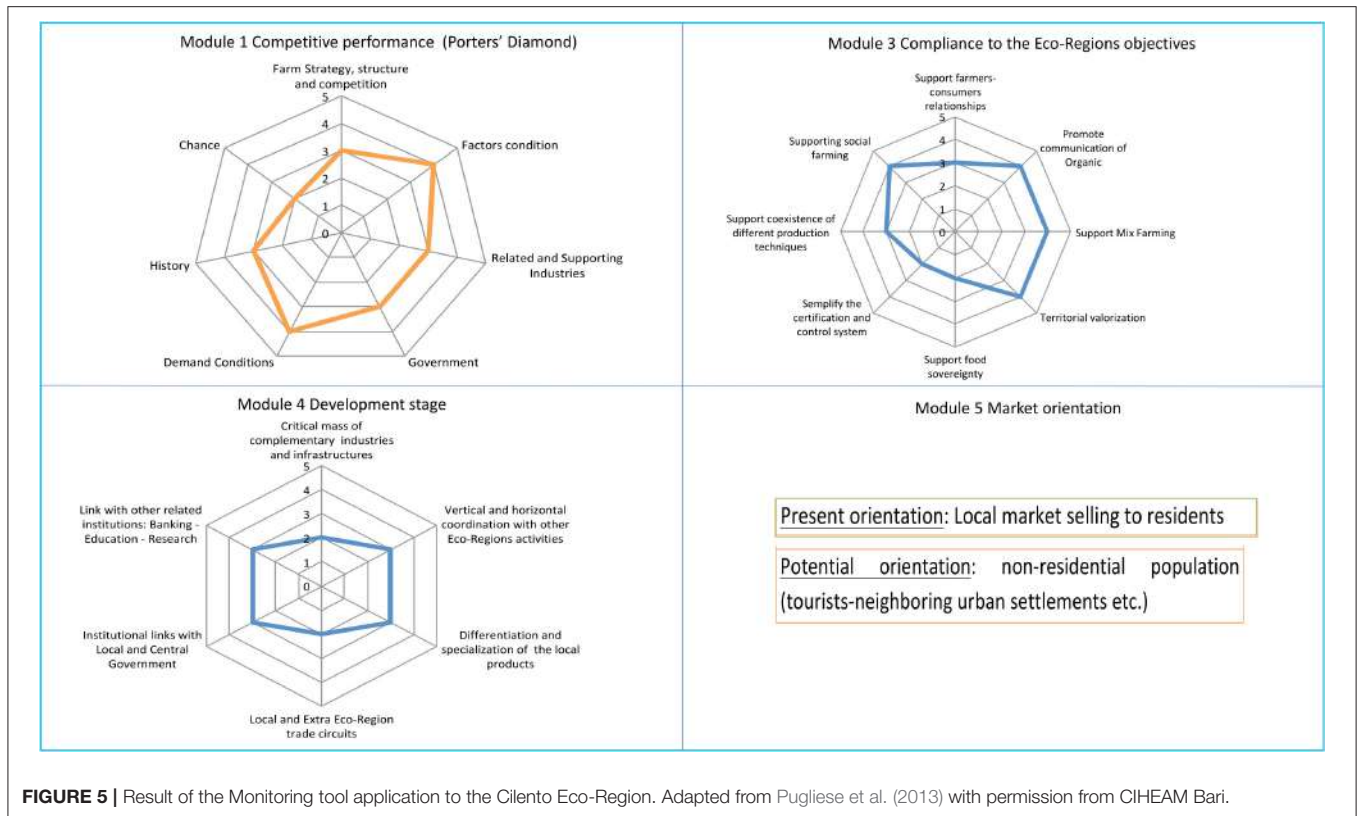 Module 1 Competitive performance (Porters' Diamond)
Farm Strategy, structure
and competition
5
4
3
2
1
0
Factors condition
Related and Supporting
Industries
Government
Demand Conditions
History
Chance
Module 3 Compliance to the Eco-Regions objectives
Support farmers-
consumers
relationships
5
4
3
2
1
0
Promote
communication of
Organic
Support Mix Farming
Territorial valorization
Support food
sovereignty
Semplify the
certification and
control system
Support coexistence of
different production
techniques
Supporting social
farming
Module 4 Development stage
Critical mass of
complementary industries
and infrastructures
5
4
3
2
1
0
Vertical and horizontal
coordination with other
Eco-Regions activities
Differentiation and
specialization of the local
products
Local and Extra Eco-Region
trade circuits
Institutional links with
Local and Central
Government
Link with other related
institutions: Banking -
Education - Research
Module 5 Market orientation
Present orientation: Local market selling to residents
Potential orientation: non-residential population
(tourists-neighboring urban settlements etc.)
FIGURE 5 | Result of the Monitoring tool application to the Cilento Eco-Region. Adapted from Pugliese et al. (2013) with permission from CIHEAM Bari.